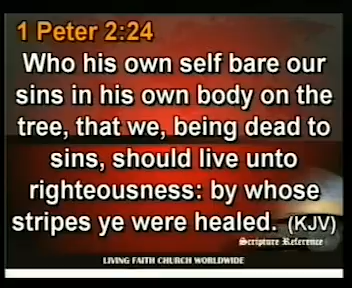 1 Peter 2:24
Who his own self bare our
sins in his own body on the
tree, that we, being dead to
sins, should live unto
righteousness: by whose
stripes ye were healed. (KJV)
Scripture Reference
LIVING FAITH CHURCH WORLDWIDE